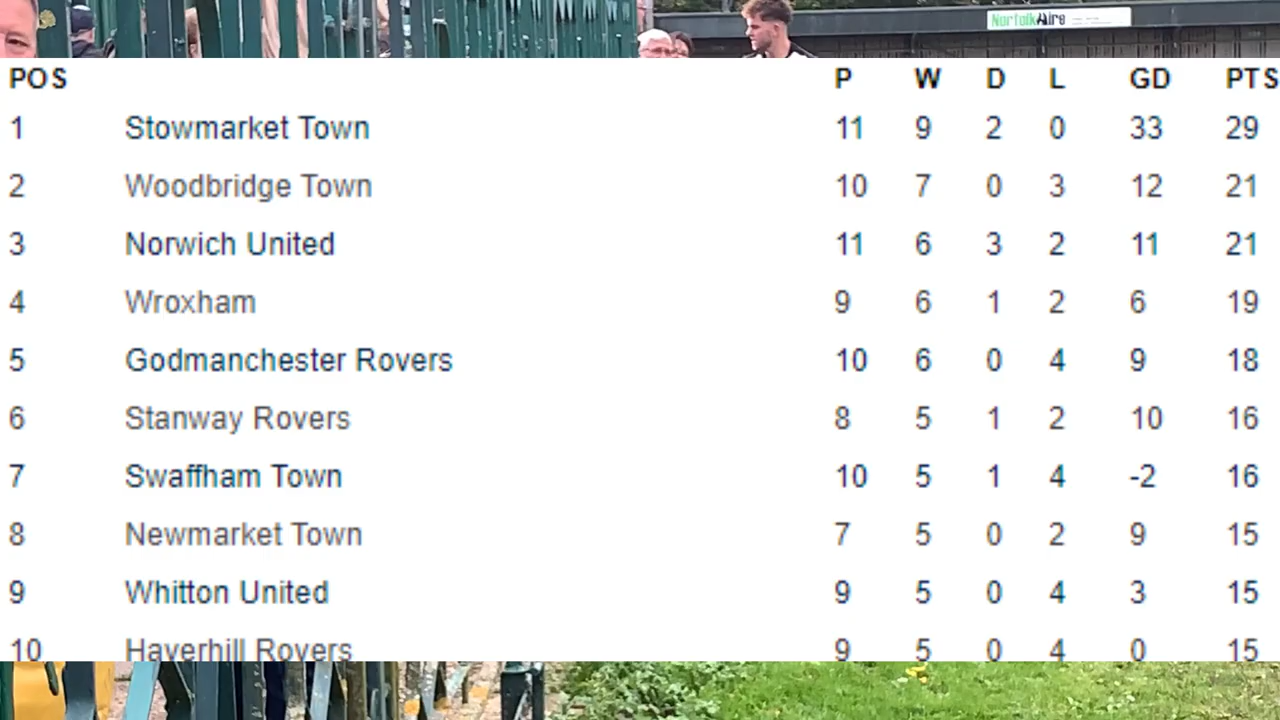 NorfolkAire
POS P W D L GD PTS
1 Stowmarket Town 11 9 2 0 33 29
2 Woodbridge Town 10 7 0 3 12 21
3 Norwich United 11 6 3 2 11 21
4 Wroxham 9 6 1 2 6 19
5 Godmanchester Rovers 10 6 0 4 9 18
6 Stanway Rovers 8 5 1 2 10 16
7 Swaffham Town 10 5 1 4 -2 16
8 Newmarket Town 7 5 0 2 9 15
9 Whitton United 9 5 0 4 3 15
10 Haverhill Rovers 9 5 0 4 0 15